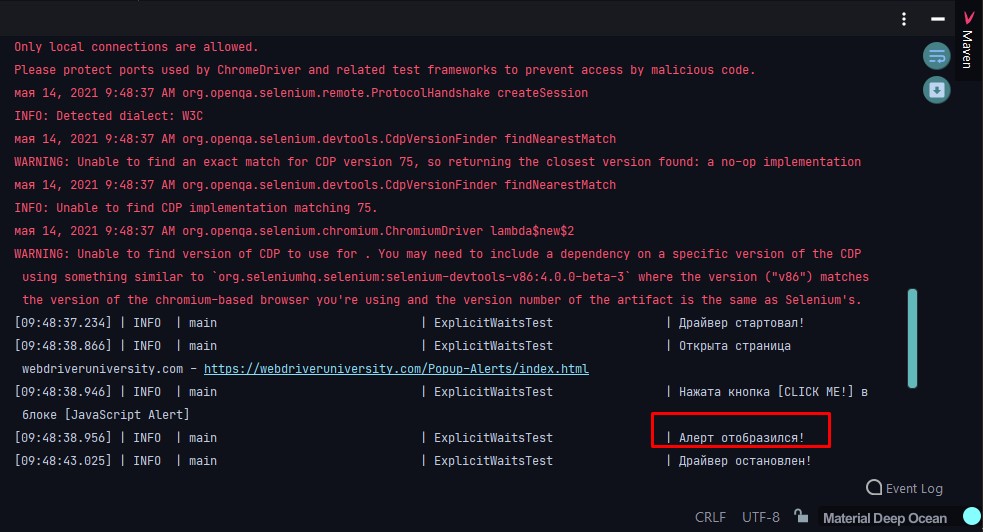 Maven
Only local connections are allowed.
Please protect ports used by ChromeDriver and related test frameworks to prevent access by malicious code.
мая 14, 2021 9:48:37 AM org.openqa.selenium.remote.ProtocolHandshake createSession
INFO: Detected dialect: W3C
мая 14, 2021 9:48:37 AM org.openqa.selenium.devtools.CdpVersionFinder findNearestMatch
WARNING: Unable to find an exact match for CDP version 75, so returning the closest version found: a no-op implementation
мая 14, 2021 9:48:37 AM org.openqa.selenium.devtools.CdpVersionFinder findNearestMatch
INFO: Unable to find CDP implementation matching 75.
мая 14, 2021 9:48:37 AM org.openqa.selenium.chromium.ChromiumDriver lambda$new$2
WARNING: Unable to find version of CDP to use for . You may need to include a dependency on a specific version of the CDP
using something similar to `org.seleniumhq.selenium:selenium-devtools-v86:4.0.0-beta-3` where the version ("v86") matches
the version of the chromium-based browser you're using and the version number of the artifact is the same as Selenium's.
[09:48:37.234] | INFO | main | ExplicitWaitsTest | Драйвер стартовал!
[09:48:38.866] | INFO | main | ExplicitWaitsTest | Открыта страница
webdriveruniversity.com - https://webdriveruniversity.com/Popup-Alerts/index.html
[09:48:38.946] | INFO | main | ExplicitWaitsTest | Нажата кнопка [CLICK ME!] в
блоке [JavaScript Alert]
[09:48:38.956] | INFO | main | ExplicitWaitsTest | Алерт отобразился!
[09:48:43.025] | INFO | main | ExplicitWaitsTest | Драйвер остановлен!
Event Log
CRLF UTF-8 Material Deep Ocean